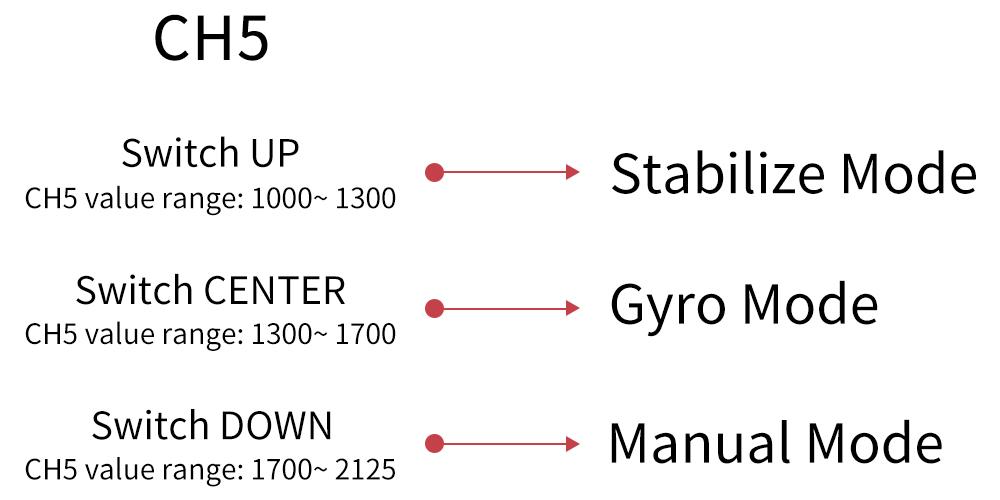 CH5
Switch UP
CH5 value range: 1000~ 1300
Stabilize Mode
Switch CENTER
CH5 value range: 1300~ 1700
Gyro Mode
Switch DOWN
CH5 value range: 1700~ 2125
Manual Mode